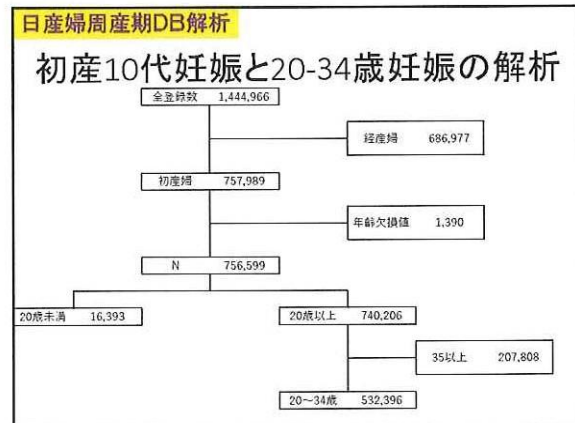 日産婦周産期DB解析
初産10代妊娠と20-34歳妊娠の解析
全登録数 1,444,966
経産婦 686,977
初産婦 757,989
年齢欠損値 1,390
N 756,599
20歳未満 16,393
20歳以上 740,206
35以上 207,808
20～34歳 532,396